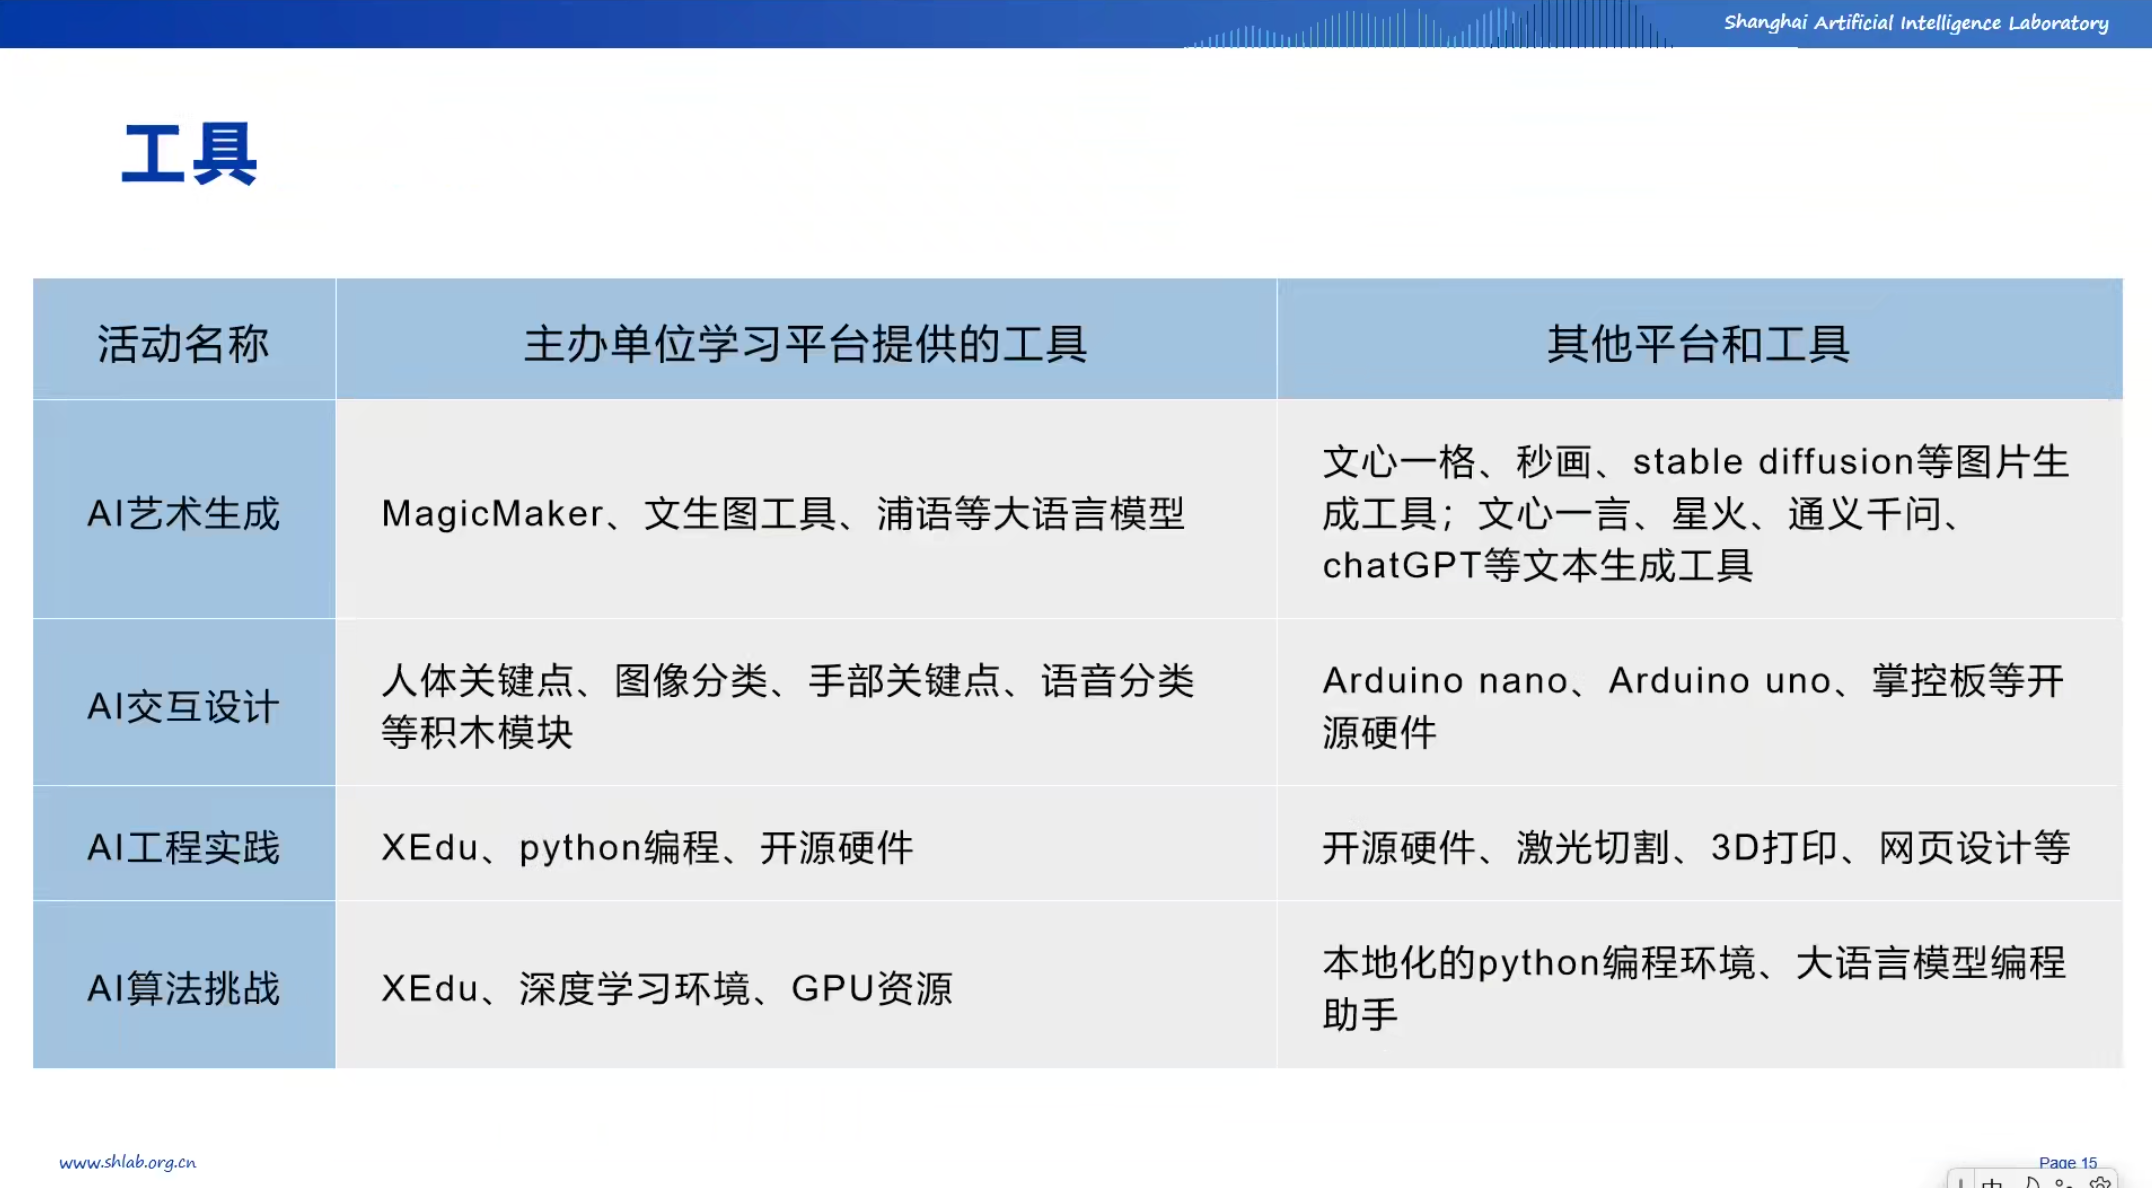 Shanghai Artificial Intelligence Laboratory
工具
活动名称
主办单位学习平台提供的工具
其他平台和工具
AI艺术生成
MagicMaker、文生图工具、浦语等大语言模型
文心一格、秒画、stable diffusion等图片生
成工具；文心一言、星火、通义千问、
chatGPT等文本生成工具
AI交互设计
人体关键点、图像分类、手部关键点、语音分类
等积木模块
Arduino nano、Arduino uno、掌控板等开
源硬件
AI工程实践
XEdu、python编程、开源硬件
开源硬件、激光切割、3D打印、网页设计等
AI算法挑战
XEdu、深度学习环境、GPU资源
本地化的python编程环境、大语言模型编程
助手
www.shlab.org.cn
Page 15
中